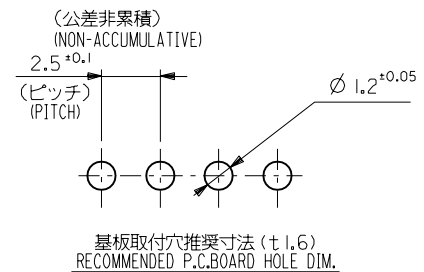 (公差非累積)
(NON-ACCUMULATIVE)
2.5 ±0.1
(ピッチ)
(PITCH)
Ø 1.2 ±0.05
基板取付穴推奨寸法 (t1.6)
RECOMMENDED P.C.BOARD HOLE DIM.